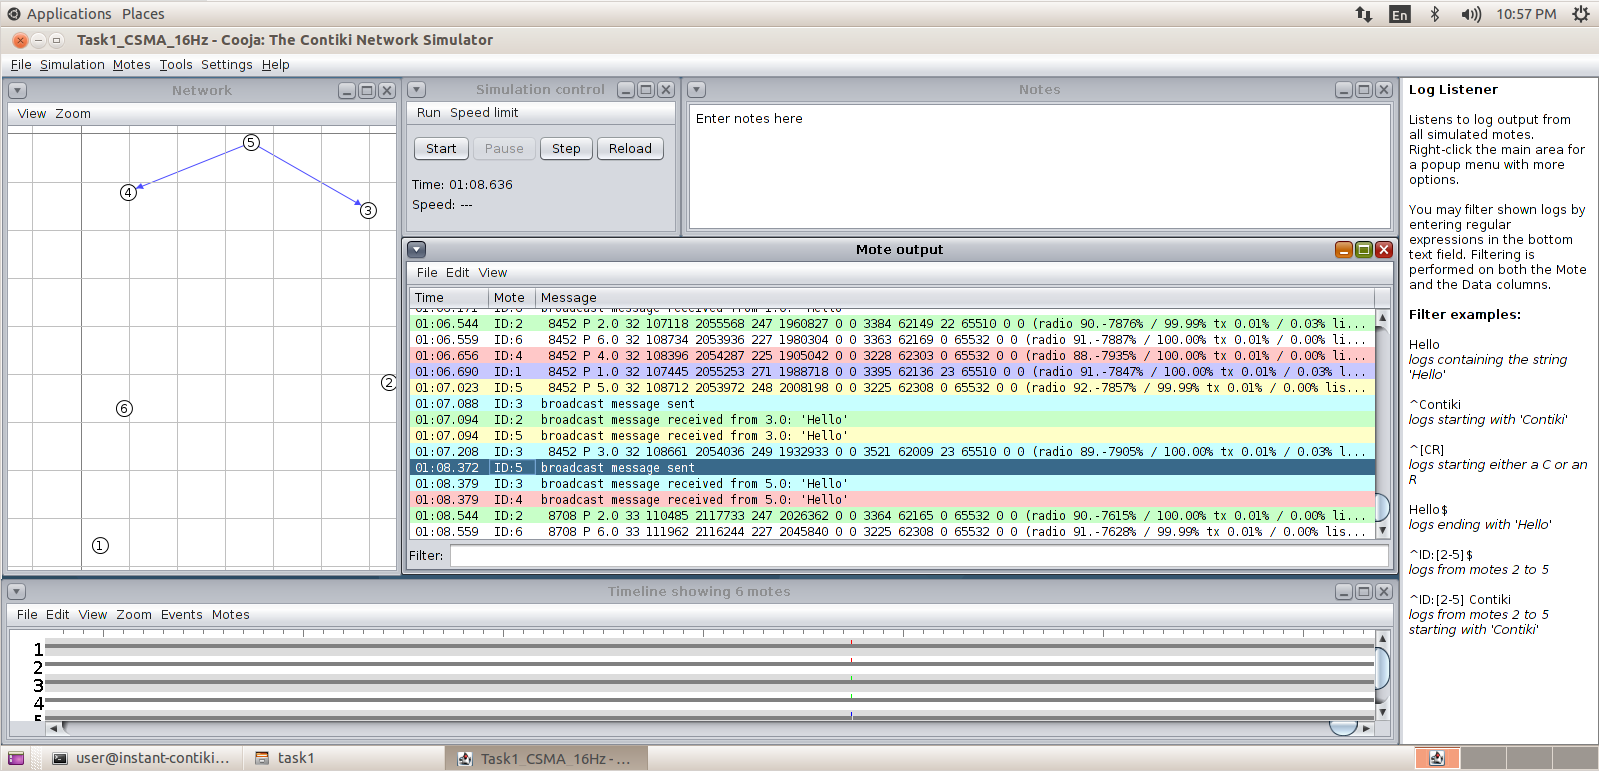 Applications Places
En 10:57 PM
Task1_CSMA_16Hz - Cooja: The Contiki Network Simulator
File Simulation Motes Tools Settings Help
Network
View Zoom
5
4
3
2
6
1
Simulation control
Run Speed limit
Start Pause Step Reload
Time: 01:08.636
Speed: ---
Notes
Enter notes here
Mote output
File Edit View
Time Mote Message
01:06.544 ID:2 8452 P 2.0 32 107118 2055568 247 1960827 0 0 3384 62149 22 65510 0 0 (radio 90.-7876% / 99.99% tx 0.01% / 0.03% li...
01:06.559 ID:6 8452 P 6.0 32 108734 2053936 227 1980304 0 0 3363 62169 0 65532 0 0 (radio 91.-7887% / 100.00% tx 0.01% / 0.00% li...
01:06.656 ID:4 8452 P 4.0 32 108396 2054287 225 1905042 0 0 3228 62303 0 65532 0 0 (radio 88.-7935% / 100.00% tx 0.01% / 0.00% li...
01:06.690 ID:1 8452 P 1.0 32 107445 2055253 271 1988718 0 0 3395 62136 23 65510 0 0 (radio 91.-7847% / 100.00% tx 0.01% / 0.03% l...
01:07.023 ID:5 8452 P 5.0 32 108712 2053972 248 2008198 0 0 3225 62308 0 65532 0 0 (radio 92.-7857% / 99.99% tx 0.01% / 0.00% lis...
01:07.088 ID:3 broadcast message sent
01:07.094 ID:2 broadcast message received from 3.0: 'Hello'
01:07.094 ID:5 broadcast message received from 3.0: 'Hello'
01:07.208 ID:3 8452 P 3.0 32 108661 2054036 249 1932933 0 0 3521 62009 23 65510 0 0 (radio 89.-7905% / 100.00% tx 0.01% / 0.03% l...
01:08.372 ID:5 broadcast message sent
01:08.379 ID:3 broadcast message received from 5.0: 'Hello'
01:08.379 ID:4 broadcast message received from 5.0: 'Hello'
01:08.544 ID:2 8708 P 2.0 33 110485 2117733 247 2026362 0 0 3364 62165 0 65532 0 0 (radio 90.-7615% / 100.00% tx 0.01% / 0.00% li...
01:08.559 ID:6 8708 P 6.0 33 111962 2116244 227 2045840 0 0 3225 62308 0 65532 0 0 (radio 91.-7628% / 99.99% tx 0.01% / 0.00% lis...
Filter:
Log Listener
Listens to log output from
all simulated motes.
Right-click the main area for
a popup menu with more
options.
You may filter shown logs by
entering regular
expressions in the bottom
text field. Filtering is
performed on both the Mote
and the Data columns.
Filter examples:
Hello
logs containing the string
'Hello'
^Contiki
logs starting with 'Contiki'
^[CR]
logs starting either a C or an
R
Hello$
logs ending with 'Hello'
^ID:[2-5]$
logs from motes 2 to 5
^ID:[2-5] Contiki
logs from motes 2 to 5
starting with 'Contiki'
Timeline showing 6 motes
File Edit View Zoom Events Motes
1
2
3
4
5
user@instant-contiki... task1 Task1_CSMA_16Hz - ...